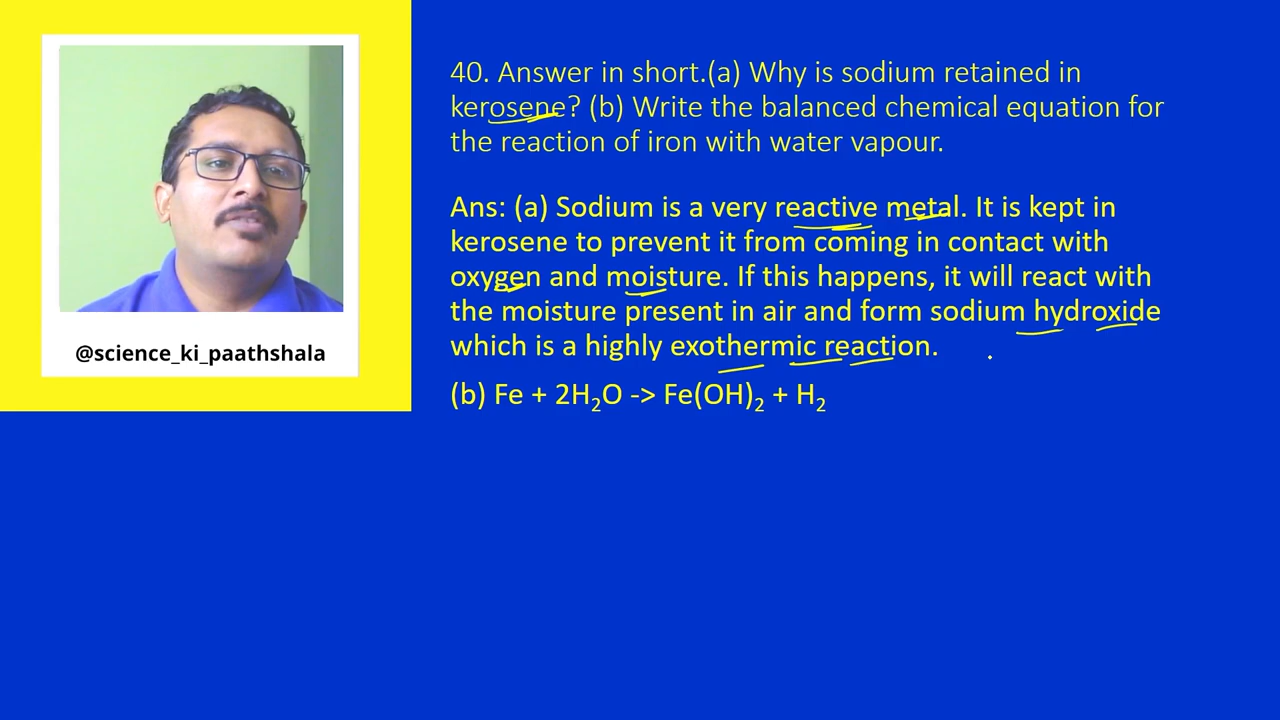 40. Answer in short.(a) Why is sodium retained in
kerosene? (b) Write the balanced chemical equation for
the reaction of iron with water vapour.
Ans: (a) Sodium is a very reactive metal. It is kept in
kerosene to prevent it from coming in contact with
oxygen and moisture. If this happens, it will react with
the moisture present in air and form sodium hydroxide
which is a highly exothermic reaction.
(b) Fe + 2H₂O -> Fe(OH)₂ + H₂
@science_ki_paathshala